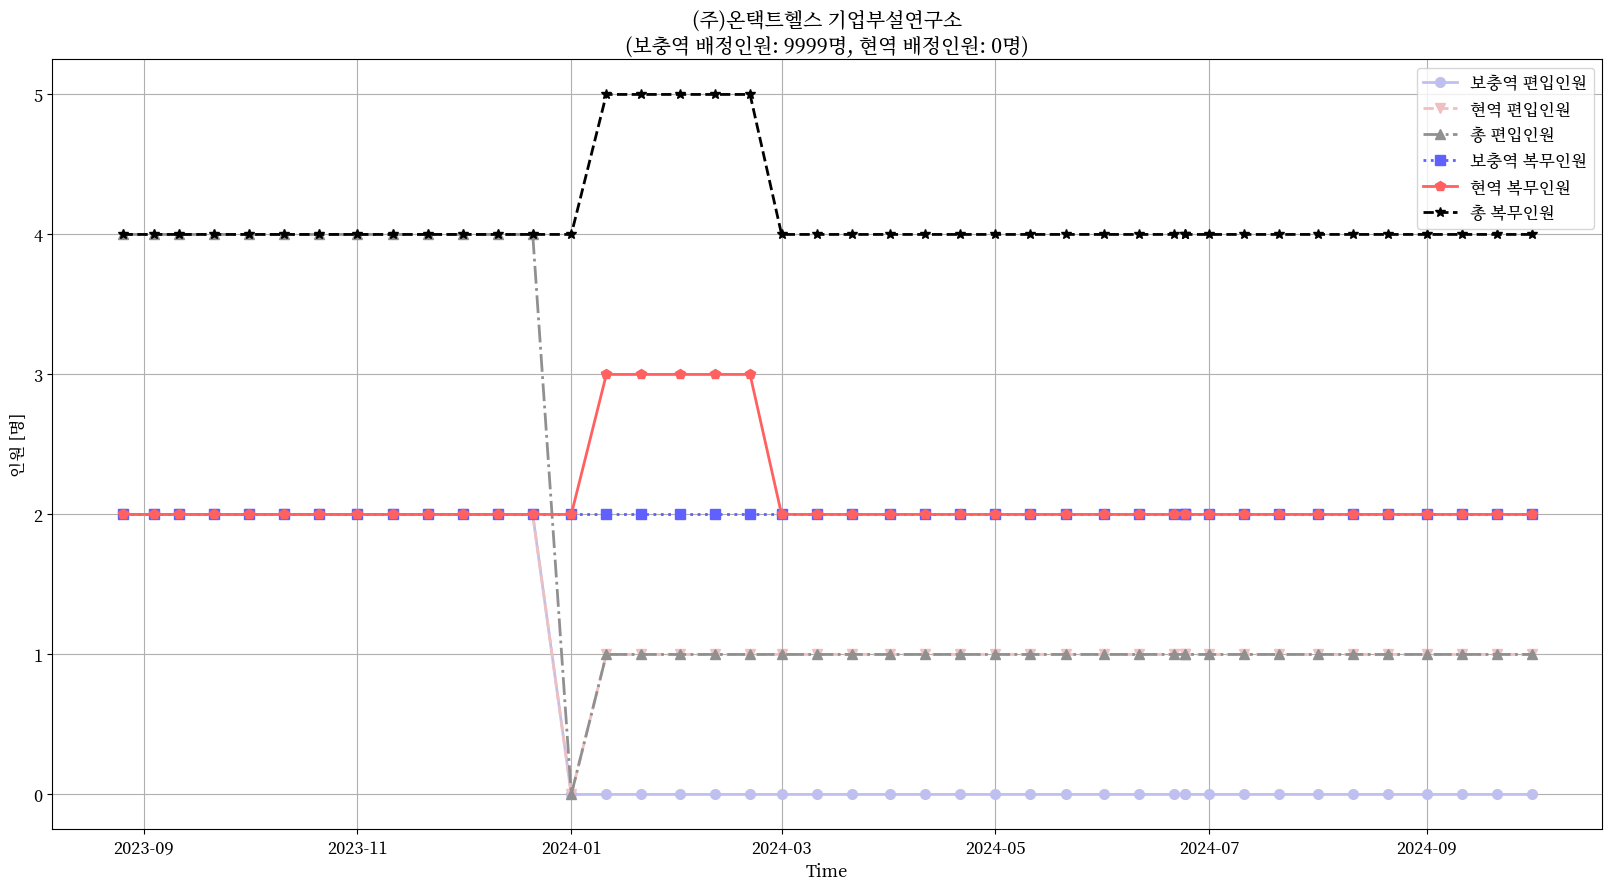 (주)온택트헬스 기업부설연구소
(보충역 배정인원: 9999명, 현역 배정인원: 0명)
보충역 편입인원
현역 편입인원
총 편입인원
보충역 복무인원
현역 복무인원
총 복무인원
인원 [명]
5
4
3
2
1
0
2023-09 2023-11 2024-01 2024-03 2024-05 2024-07 2024-09
Time